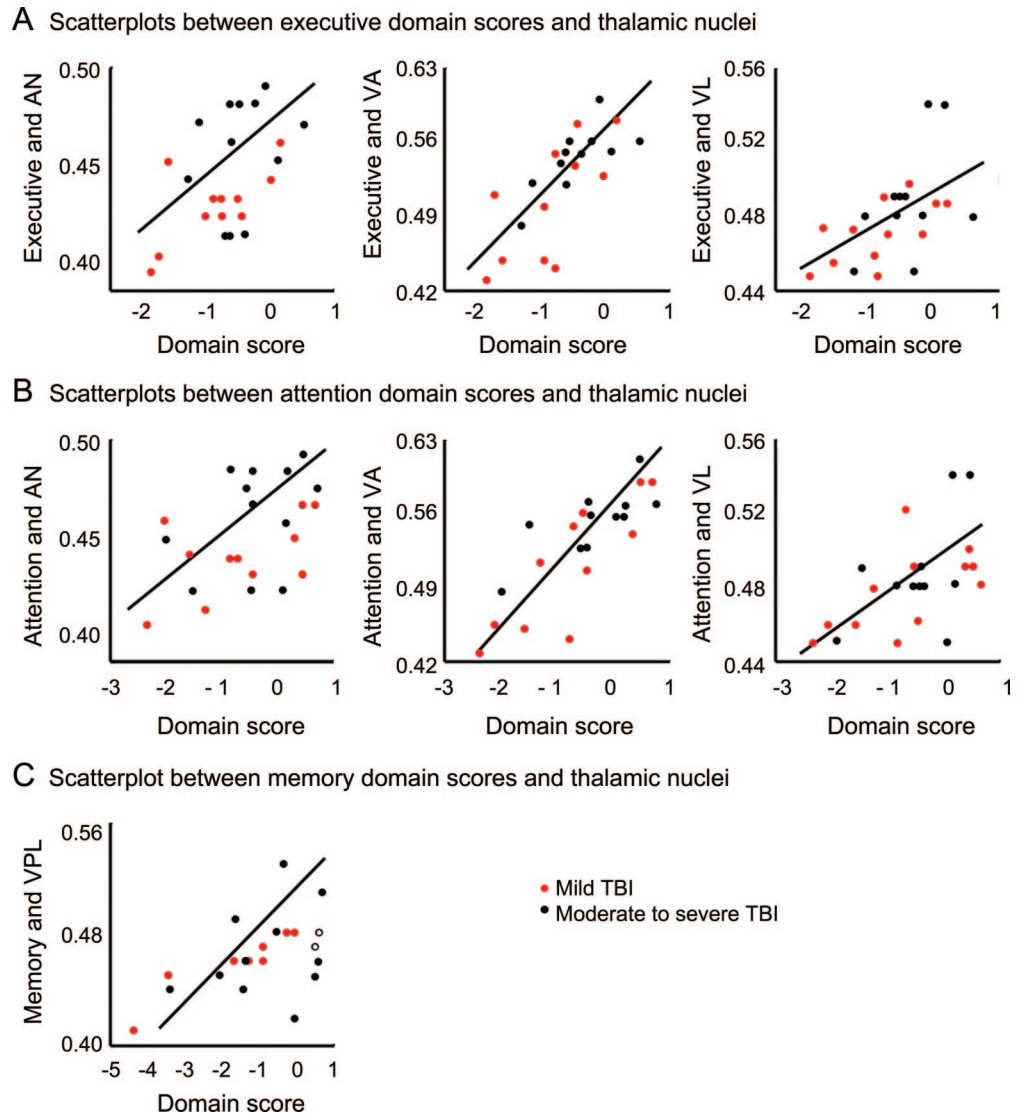 A Scatterplots between executive domain scores and thalamic nuclei
Executive and AN
0.50
0.45
0.40
-2 -1 0 1
Domain score
Executive and VA
0.63
0.56
0.49
0.42
-2 -1 0 1
Domain score
Executive and VL
0.56
0.52
0.48
0.44
-2 -1 0 1
Domain score
B Scatterplots between attention domain scores and thalamic nuclei
Attention and AN
0.50
0.45
0.40
-3 -2 -1 0 1
Domain score
Attention and VA
0.63
0.56
0.49
0.42
-3 -2 -1 0 1
Domain score
Attention and VL
0.56
0.52
0.48
0.44
-3 -2 -1 0 1
Domain score
C Scatterplot between memory domain scores and thalamic nuclei
Memory and VPL
0.56
0.48
0.40
-5 -4 -3 -2 -1 0 1
Domain score
Mild TBI
Moderate to severe TBI